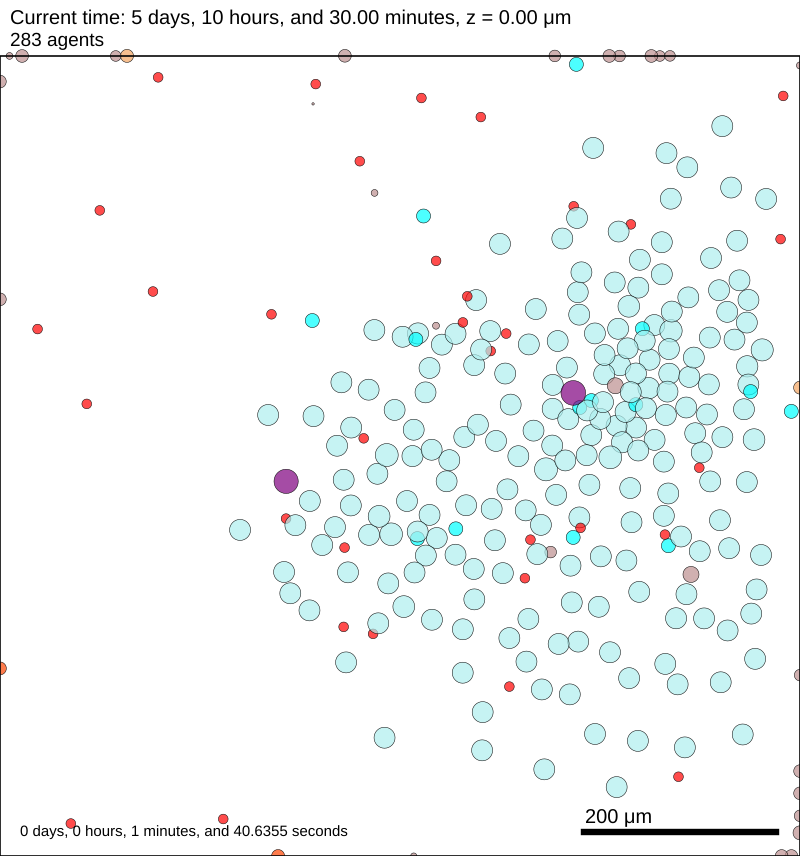 Current time: 5 days, 10 hours, and 30.00 minutes, z = 0.00 μm
283 agents
200 μm
0 days, 0 hours, 1 minutes, and 40.6355 seconds